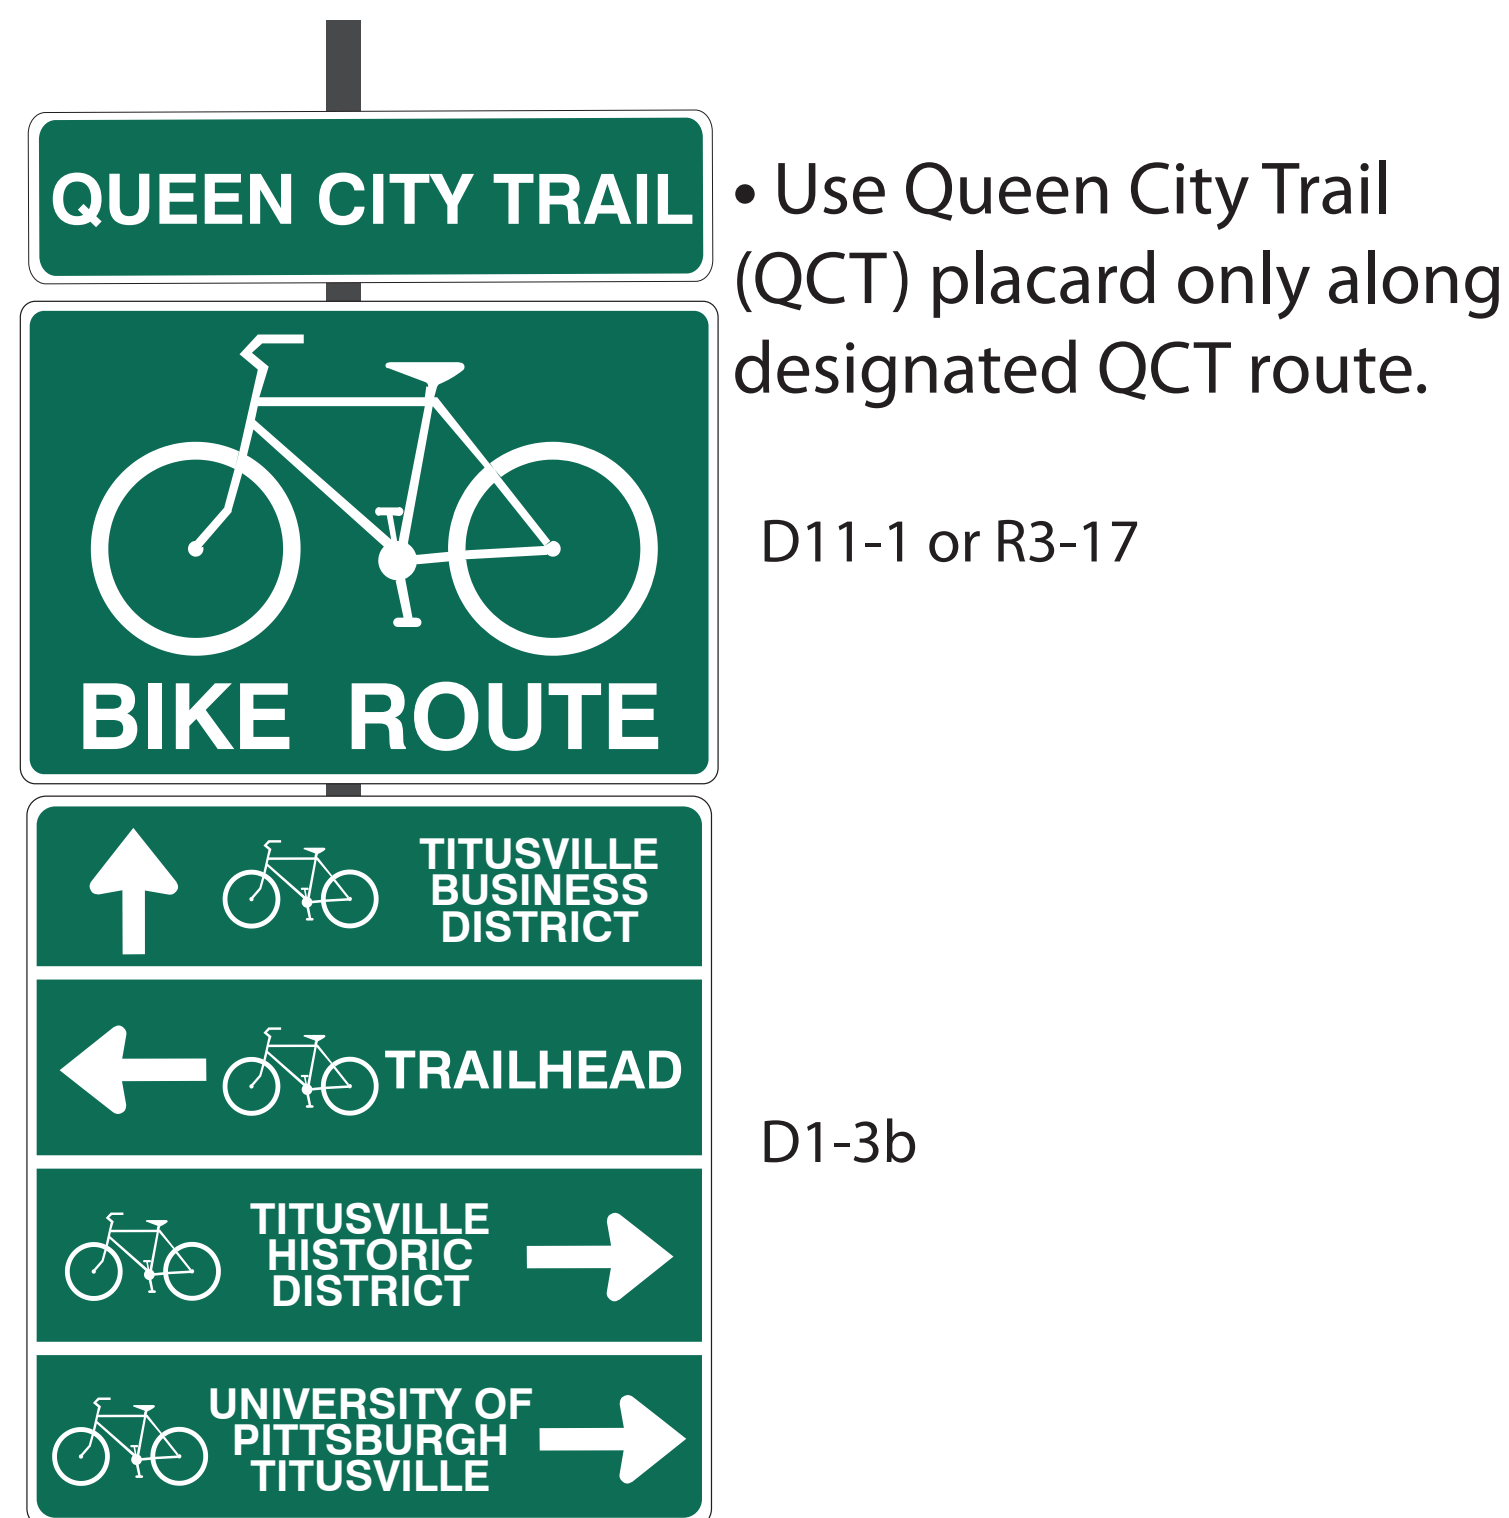 QUEEN CITY TRAIL
• Use Queen City Trail
(QCT) placard only along
designated QCT route.
BIKE ROUTE
D11-1 or R3-17
TITUSVILLE
BUSINESS
DISTRICT
TRAILHEAD
D1-3b
TITUSVILLE
HISTORIC
DISTRICT
UNIVERSITY OF
PITTSBURGH
TITUSVILLE